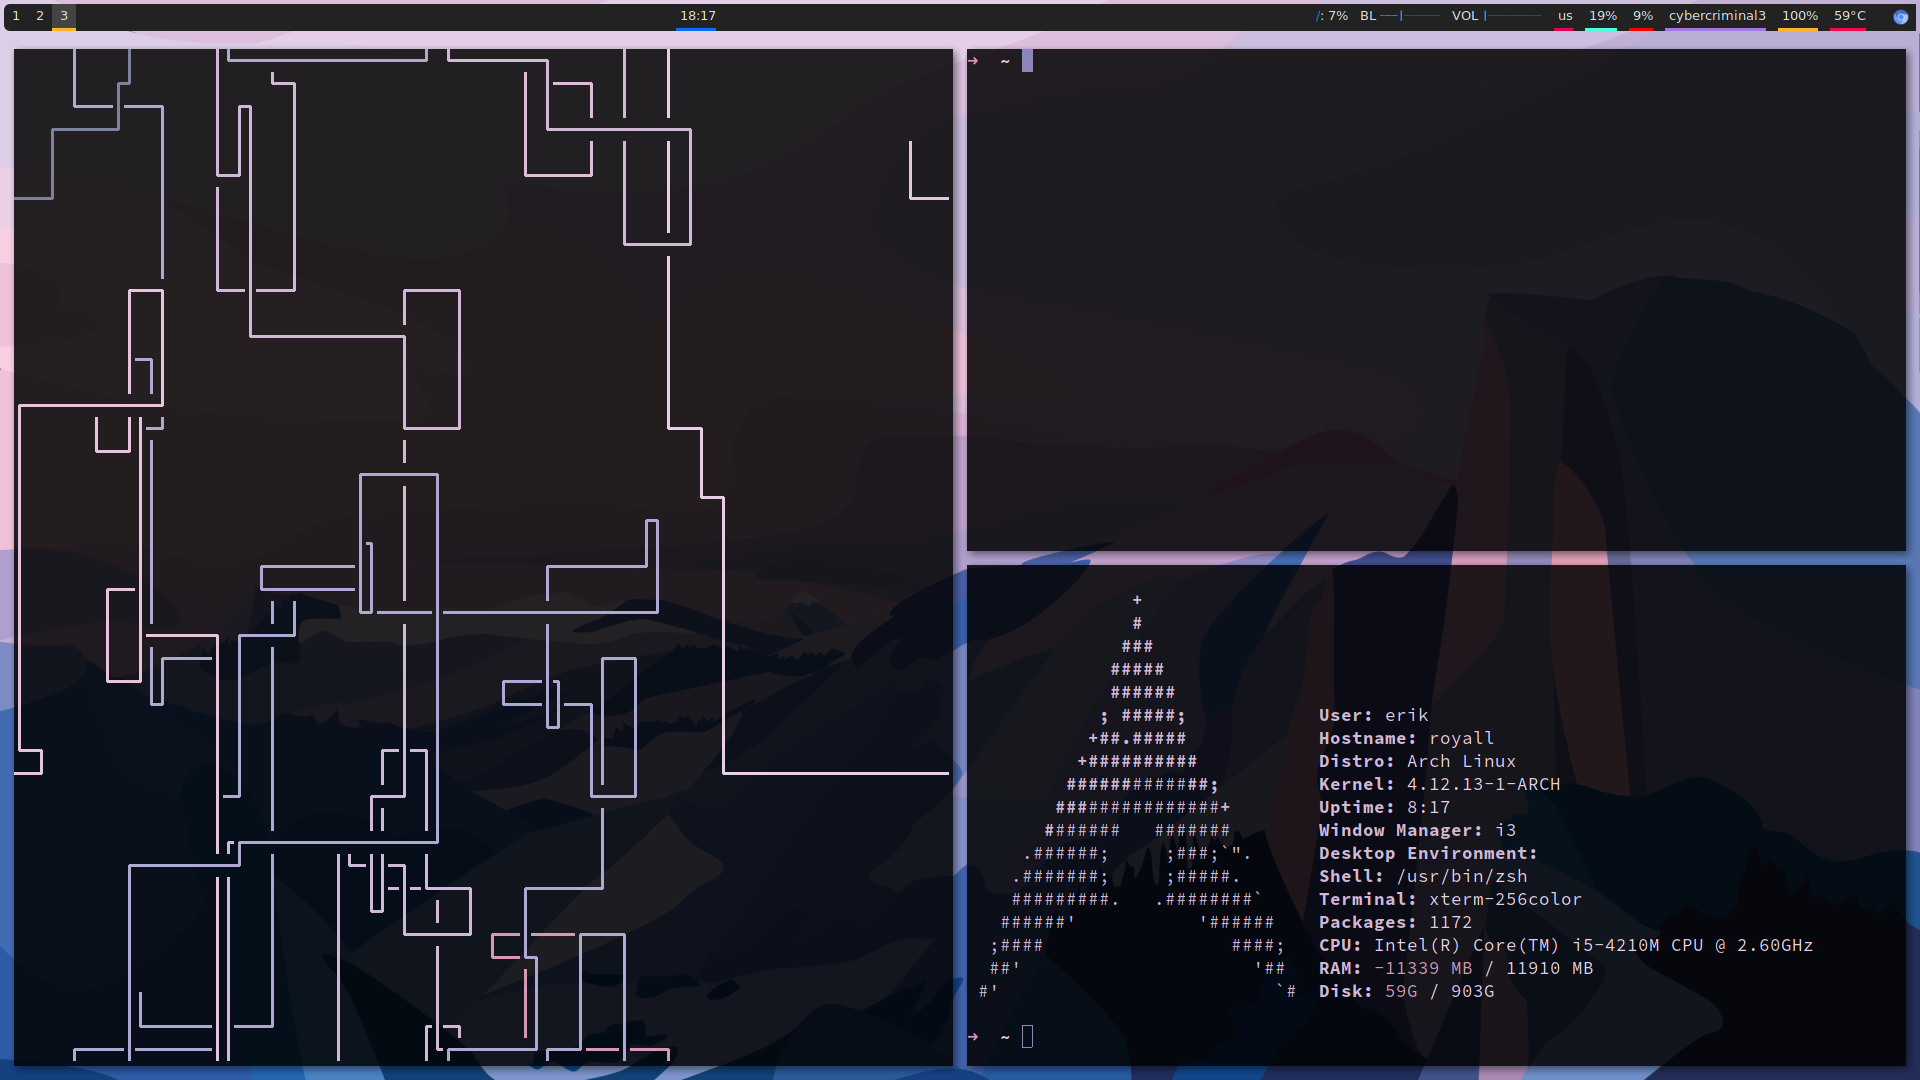 1 2 3 18:17 /: 7% BL VOL us 19% 9% cybercriminal3 100% 59°C
→ ~
+
#
###
#####
######
; #####;
+##.#####
+##########
#############;
###############+
####### #######
.######; ;###;`".
.#######; ;#####.
#########. .########`
######' '######
;#### ####;
##' '##
#' `#
User: erik
Hostname: royall
Distro: Arch Linux
Kernel: 4.12.13-1-ARCH
Uptime: 8:17
Window Manager: i3
Desktop Environment:
Shell: /usr/bin/zsh
Terminal: xterm-256color
Packages: 1172
CPU: Intel(R) Core(TM) i5-4210M CPU @ 2.60GHz
RAM: -11339 MB / 11910 MB
Disk: 59G / 903G
→ ~